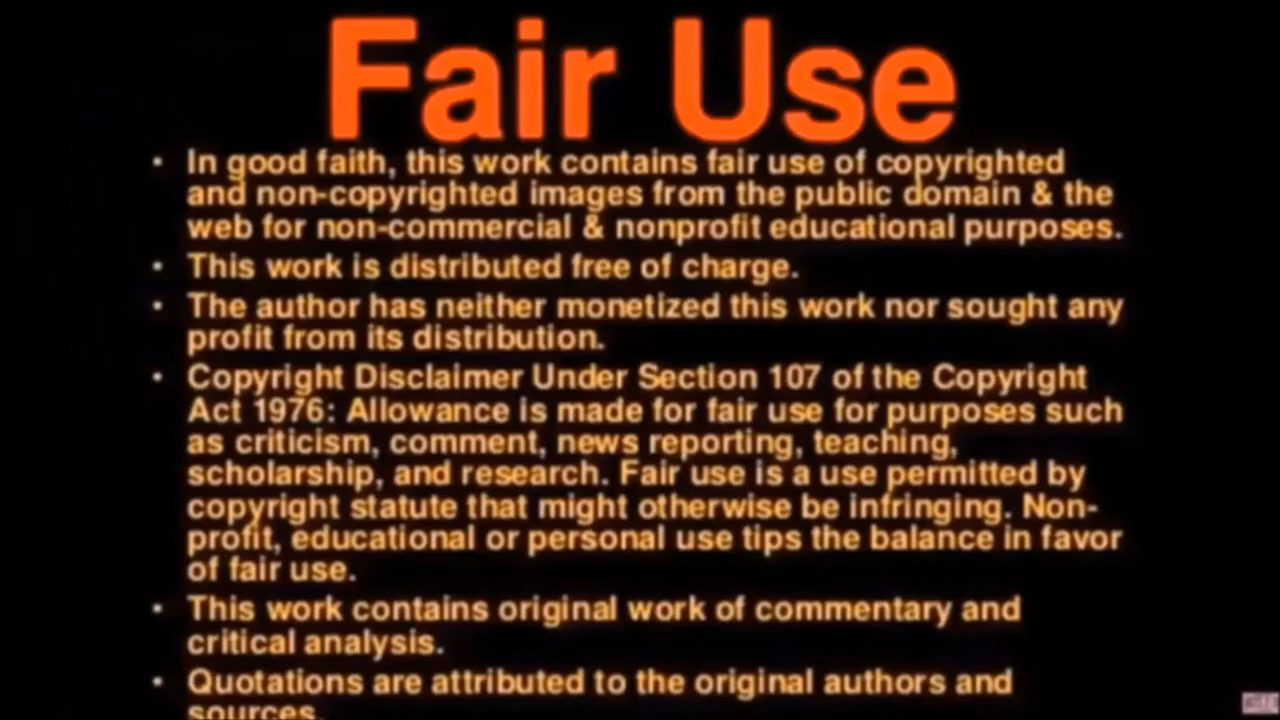 Fair Use
• In good faith, this work contains fair use of copyrighted
and non-copyrighted images from the public domain & the
web for non-commercial & nonprofit educational purposes.
• This work is distributed free of charge.
• The author has neither monetized this work nor sought any
profit from its distribution.
• Copyright Disclaimer Under Section 107 of the Copyright
Act 1976: Allowance is made for fair use for purposes such
as criticism, comment, news reporting, teaching,
scholarship, and research. Fair use is a use permitted by
copyright statute that might otherwise be infringing. Non-
profit, educational or personal use tips the balance in favor
of fair use.
• This work contains original work of commentary and
critical analysis.
• Quotations are attributed to the original authors and
sources.